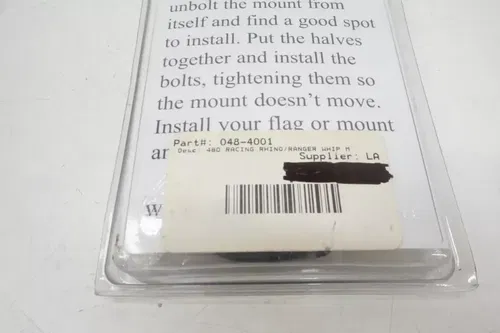 unbolt the mount from
itself and find a good spot
to install. Put the halves
together and install the
bolts, tightening them so
the mount doesn't move.
Install your flag or mount
ar
Part#: 048-4001
Desc: 4BD RACING RHINO/RANGER WHIP M
Supplier: LA
W